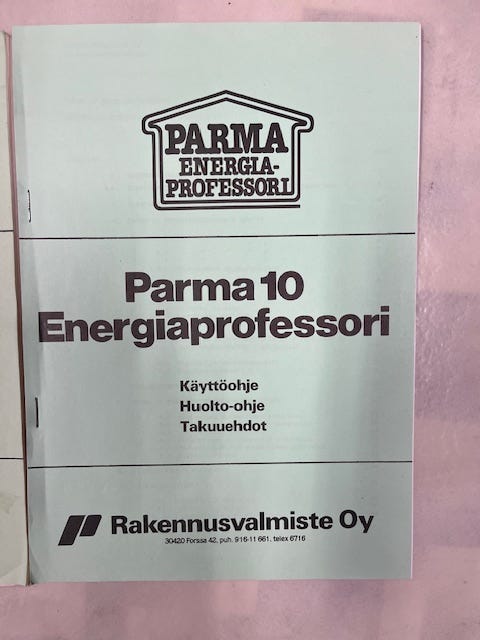 PARMA
ENERGIA-
PROFESSORI
Parma 10
Energiaprofessori
Käyttöohje
Huolto-ohje
Takuuehdot
Rakennusvalmiste Oy
30420 Forssa 42, puh. 916-11 661, telex 6716